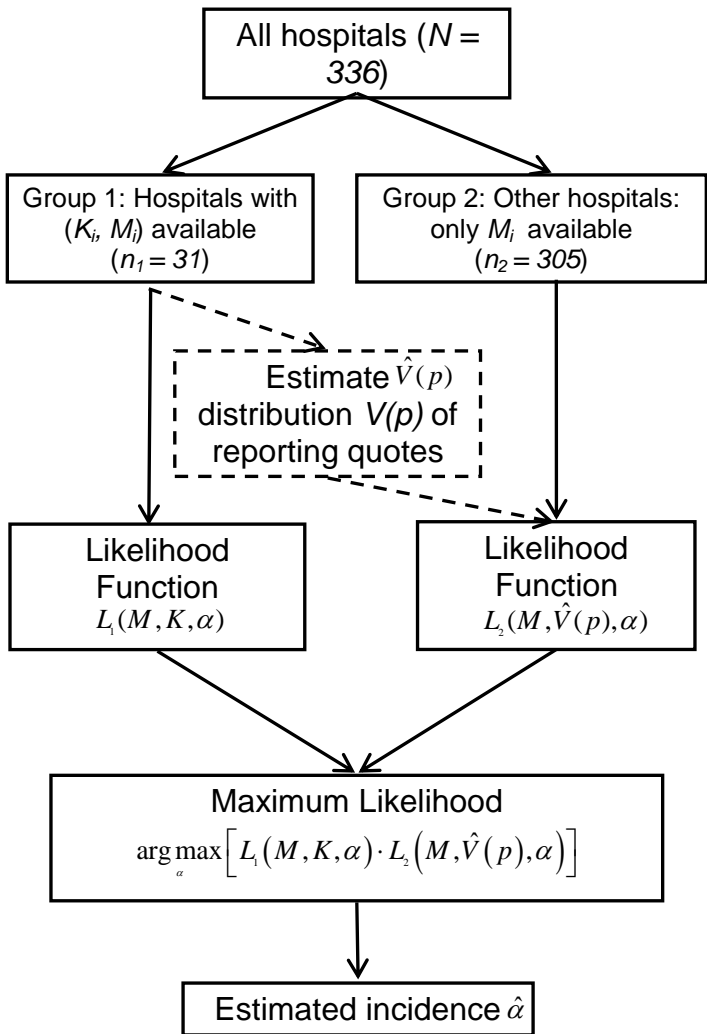 All hospitals (N =
336)
Group 1: Hospitals with
(Kᵢ, Mᵢ) available
(n₁ = 31)
Group 2: Other hospitals:
only Mᵢ available
(n₂ = 305)
Estimate V̂(p)
distribution V(p) of
reporting quotes
Likelihood
Function
L₁(M, K, α)
Likelihood
Function
L₂(M, V̂(p), α)
Maximum Likelihood
arg max_α [L₁(M, K, α) · L₂(M, V̂(p), α)]
Estimated incidence α̂